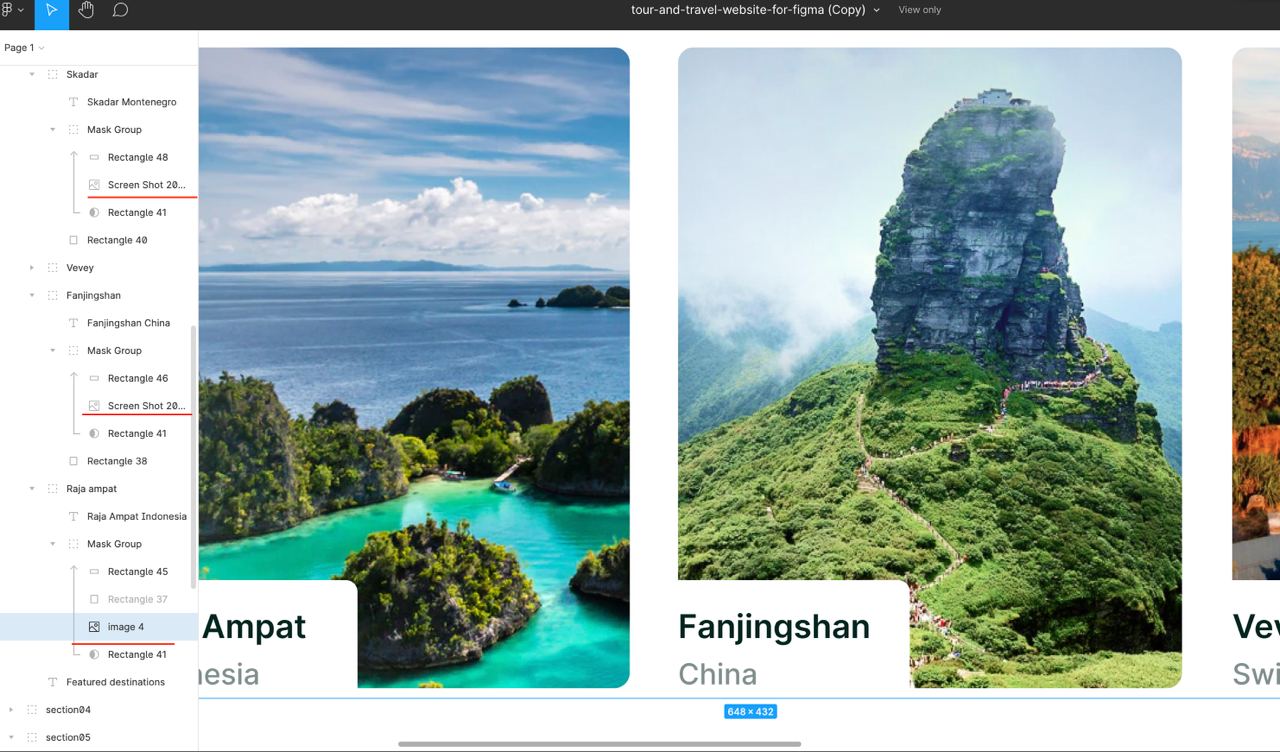 tour-and-travel-website-for-figma (Copy)
View only
Page 1
Skadar
Skadar Montenegro
Mask Group
Rectangle 48
Screen Shot 20...
Rectangle 41
Rectangle 40
Vevey
Fanjingshan
Fanjingshan China
Mask Group
Rectangle 46
Screen Shot 20...
Rectangle 41
Rectangle 38
Raja ampat
Raja Ampat Indonesia
Mask Group
Rectangle 45
Rectangle 37
image 4
Rectangle 41
Featured destinations
section04
section05
Ampat
nesia
Fanjingshan
China
Vev
Swi
648 × 432